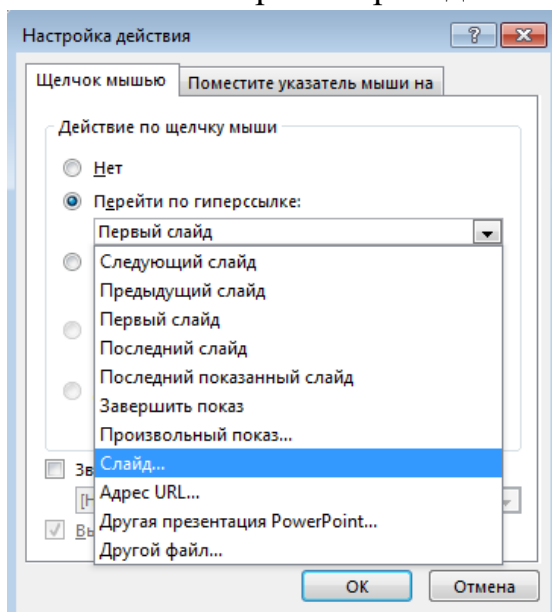 Настройка действия
Щелчок мышью
Поместите указатель мыши на
Действие по щелчку мыши
Нет
Перейти по гиперссылке:
Первый слайд
Следующий слайд
Предыдущий слайд
Первый слайд
Последний слайд
Последний показанный слайд
Завершить показ
Произвольный показ...
Слайд...
Адрес URL...
Другая презентация PowerPoint...
Другой файл...
ОК
Отмена